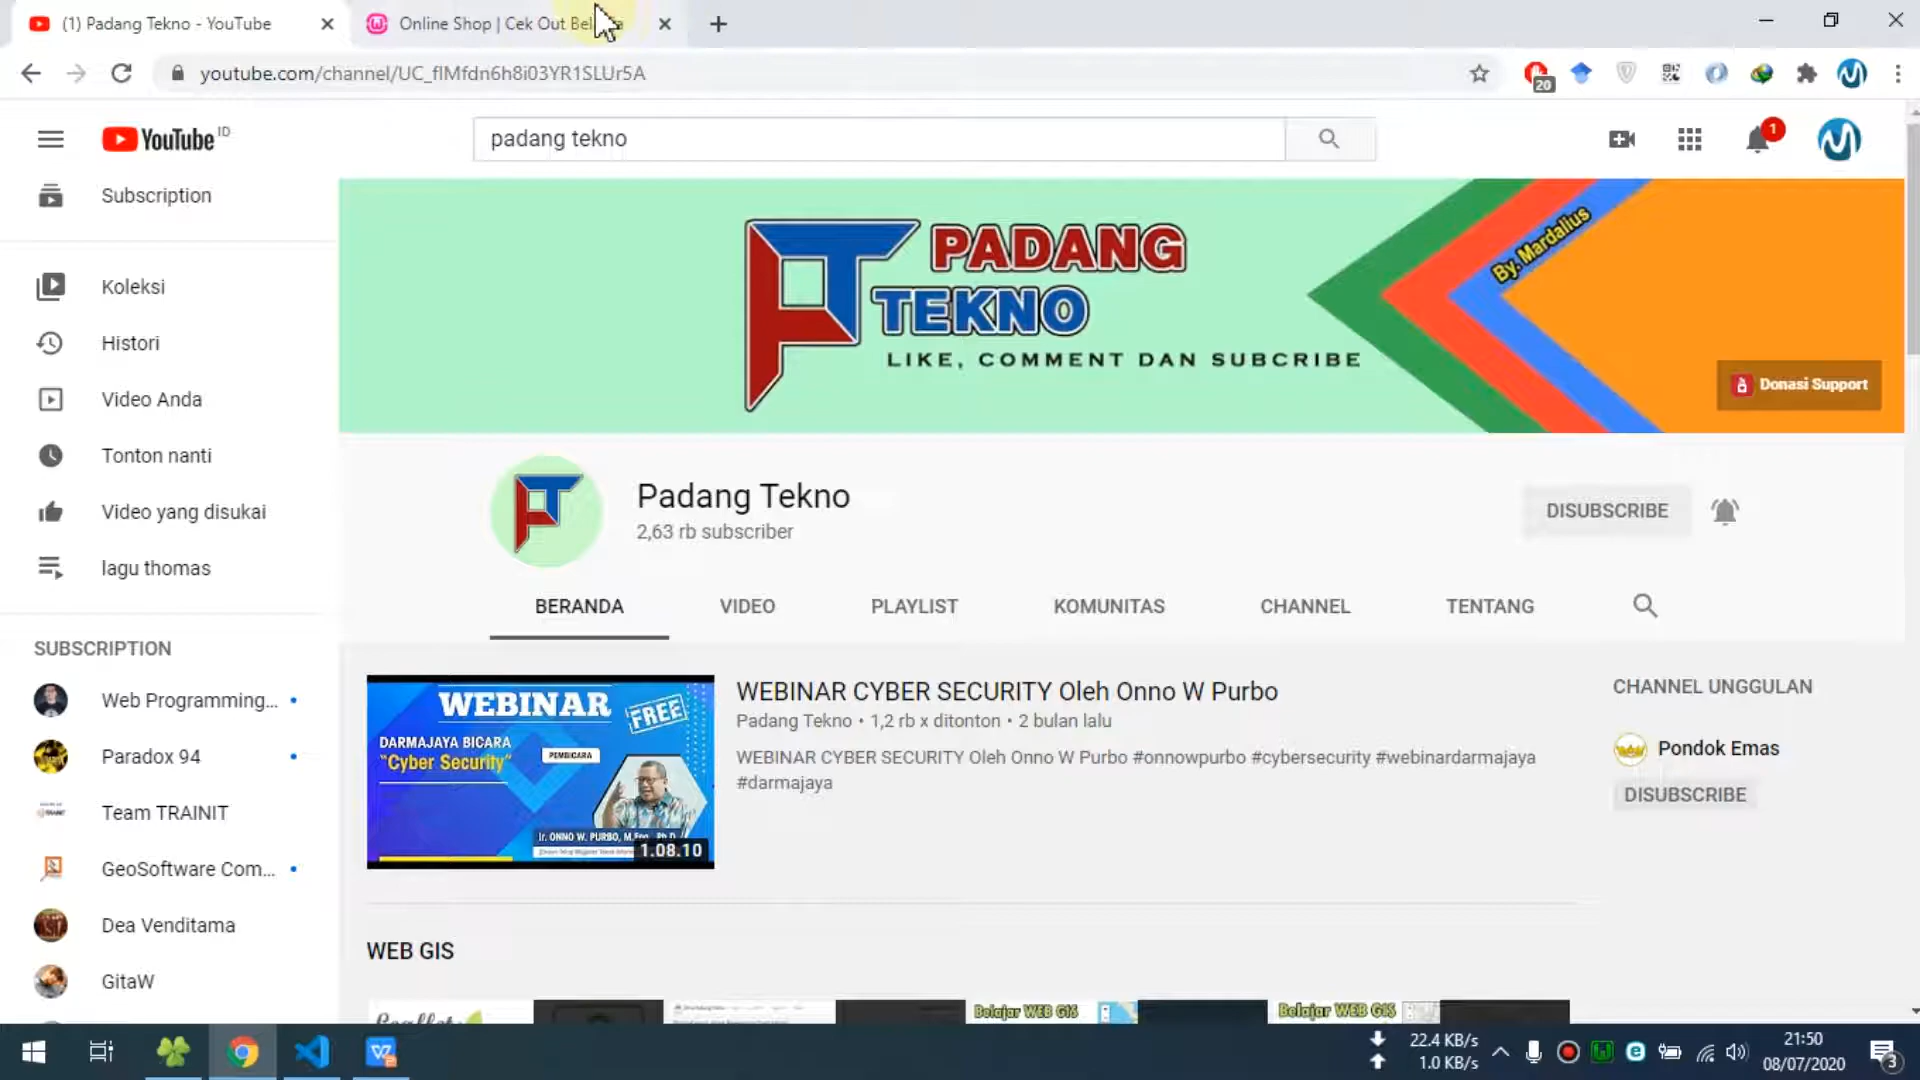 (1) Padang Tekno - YouTube
Online Shop | Cek Out
youtube.com/channel/UC_flMfdn6h8i03YR1SLUr5A
20
YouTube ID
padang tekno
1
Subscription
Koleksi
Histori
Video Anda
Tonton nanti
Video yang disukai
lagu thomas
SUBSCRIPTION
Web Programming...
Paradox 94
Team TRAINIT
GeoSoftware Com...
Dea Venditama
GitaW
PADANG
TEKNO
LIKE, COMMENT DAN SUBCRIBE
By. Mardalius
Donasi Support
Padang Tekno
2,63 rb subscriber
DISUBSCRIBE
BERANDA
VIDEO
PLAYLIST
KOMUNITAS
CHANNEL
TENTANG
WEBINAR
FREE
DARMAJAYA BICARA
"Cyber Security"
PEMBICARA
Ir. ONNO W. PURBO, M.Eng., Ph.D
1.08.10
WEBINAR CYBER SECURITY Oleh Onno W Purbo
Padang Tekno • 1,2 rb x ditonton • 2 bulan lalu
WEBINAR CYBER SECURITY Oleh Onno W Purbo #onnowpurbo #cybersecurity #webinardarmajaya
#darmajaya
CHANNEL UNGGULAN
Pondok Emas
DISUBSCRIBE
WEB GIS
Belajar WEB GIS
Belajar WEB GIS
22.4 KB/s
1.0 KB/s
21:50
08/07/2020
3